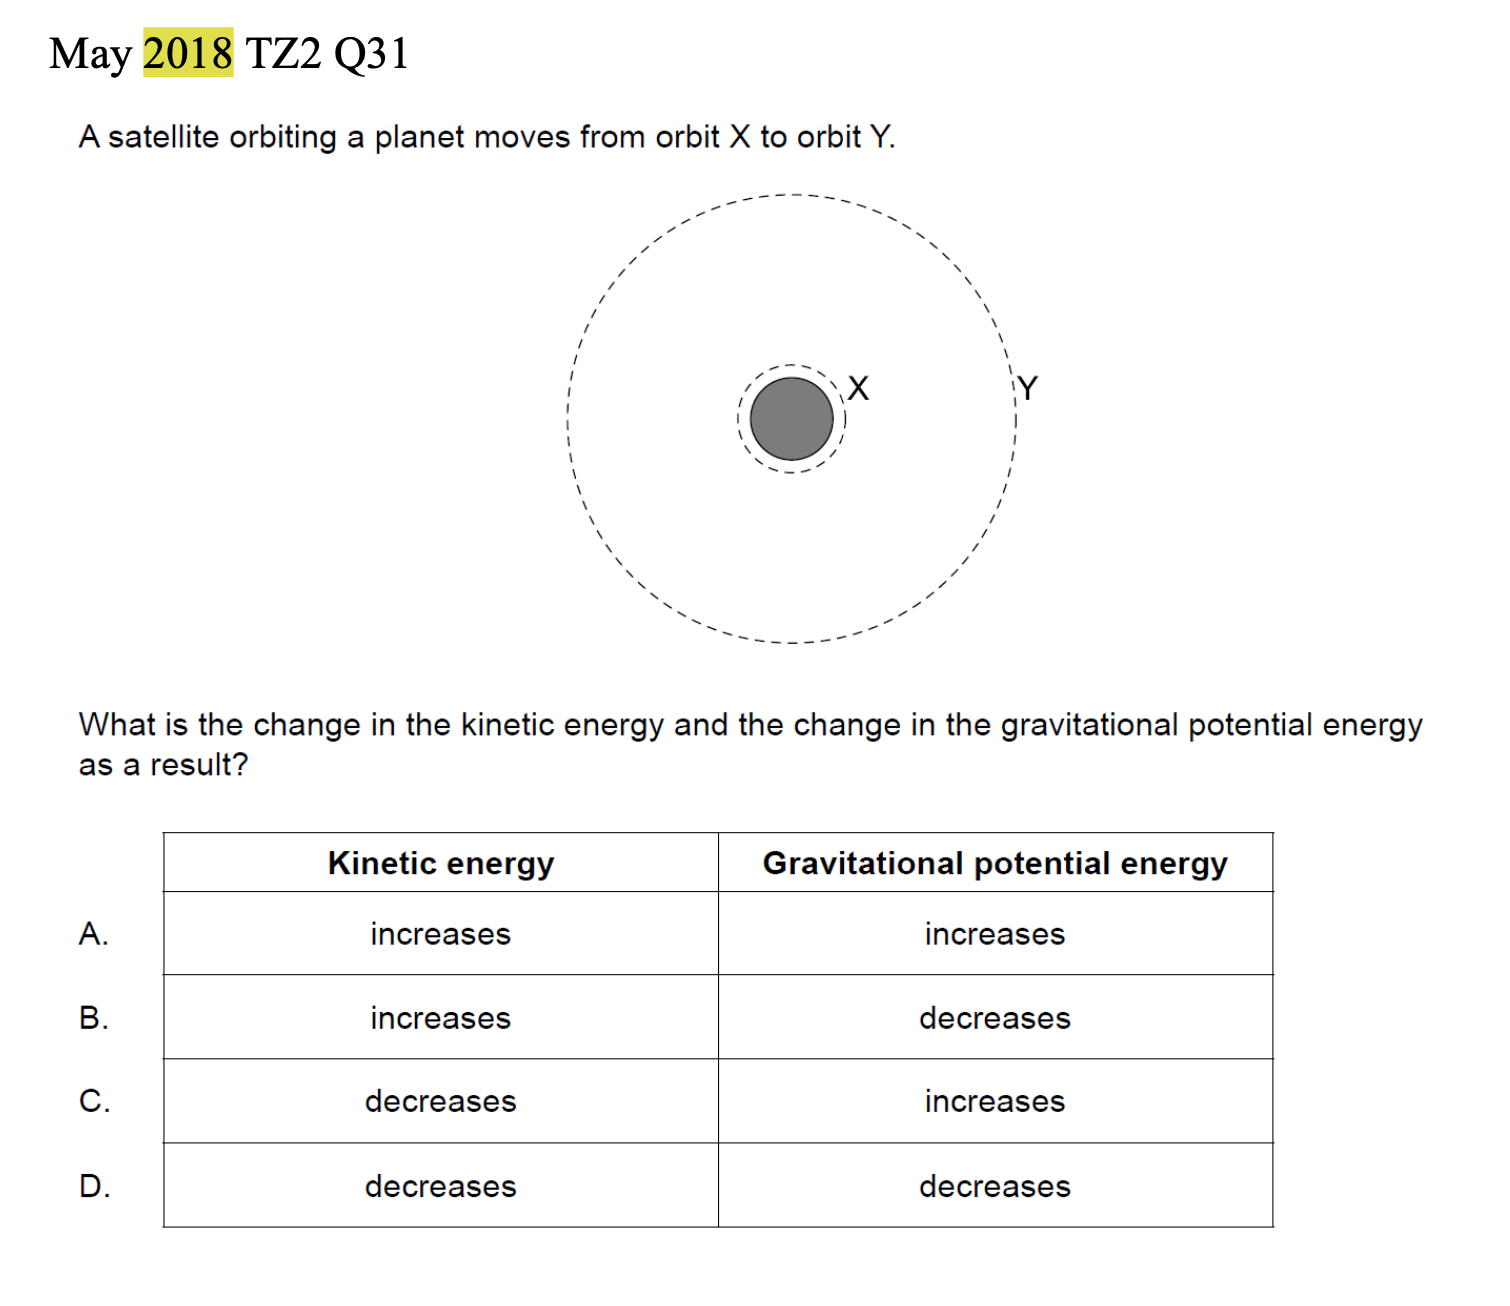 May 2018 TZ2 Q31
A satellite orbiting a planet moves from orbit X to orbit Y.
X
Y
What is the change in the kinetic energy and the change in the gravitational potential energy
as a result?
Kinetic energy Gravitational potential energy
A. increases increases
B. increases decreases
C. decreases increases
D. decreases decreases